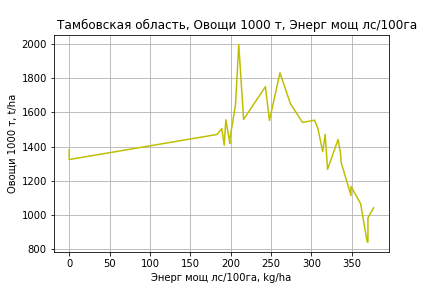 Тамбовская область, Овощи 1000 т, Энерг мощ лс/100га
2000
1800
1600
1400
1200
1000
800
Овощи 1000 т, t/ha
0 50 100 150 200 250 300 350
Энерг мощ лс/100га, kg/ha